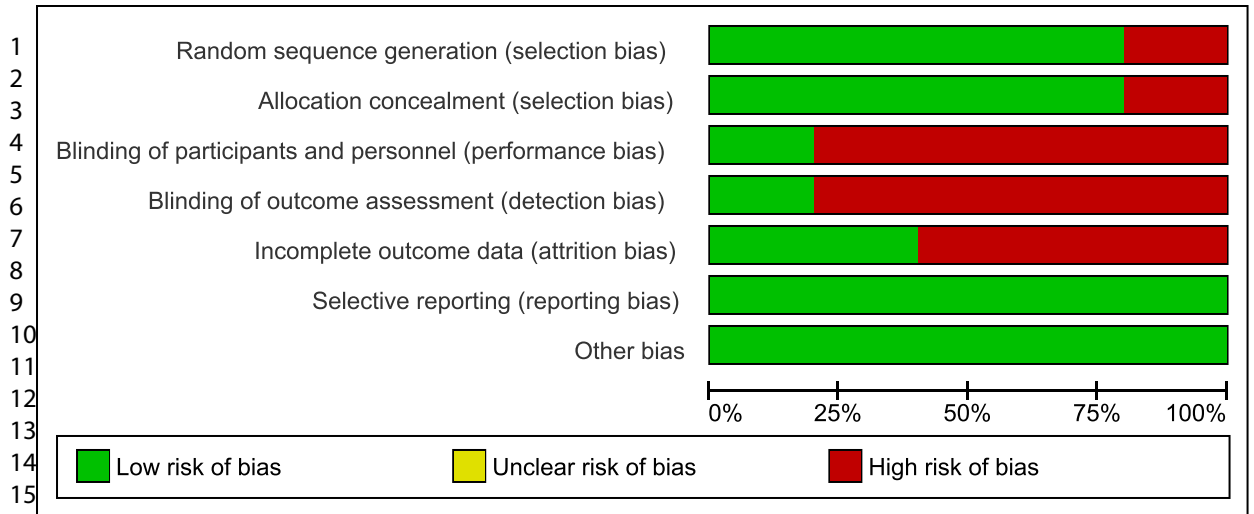 1
Random sequence generation (selection bias)
2
Allocation concealment (selection bias)
3
4
Blinding of participants and personnel (performance bias)
5
Blinding of outcome assessment (detection bias)
6
7
Incomplete outcome data (attrition bias)
8
Selective reporting (reporting bias)
9
10
Other bias
11
12
0% 25% 50% 75% 100%
13
14
Low risk of bias Unclear risk of bias High risk of bias
15